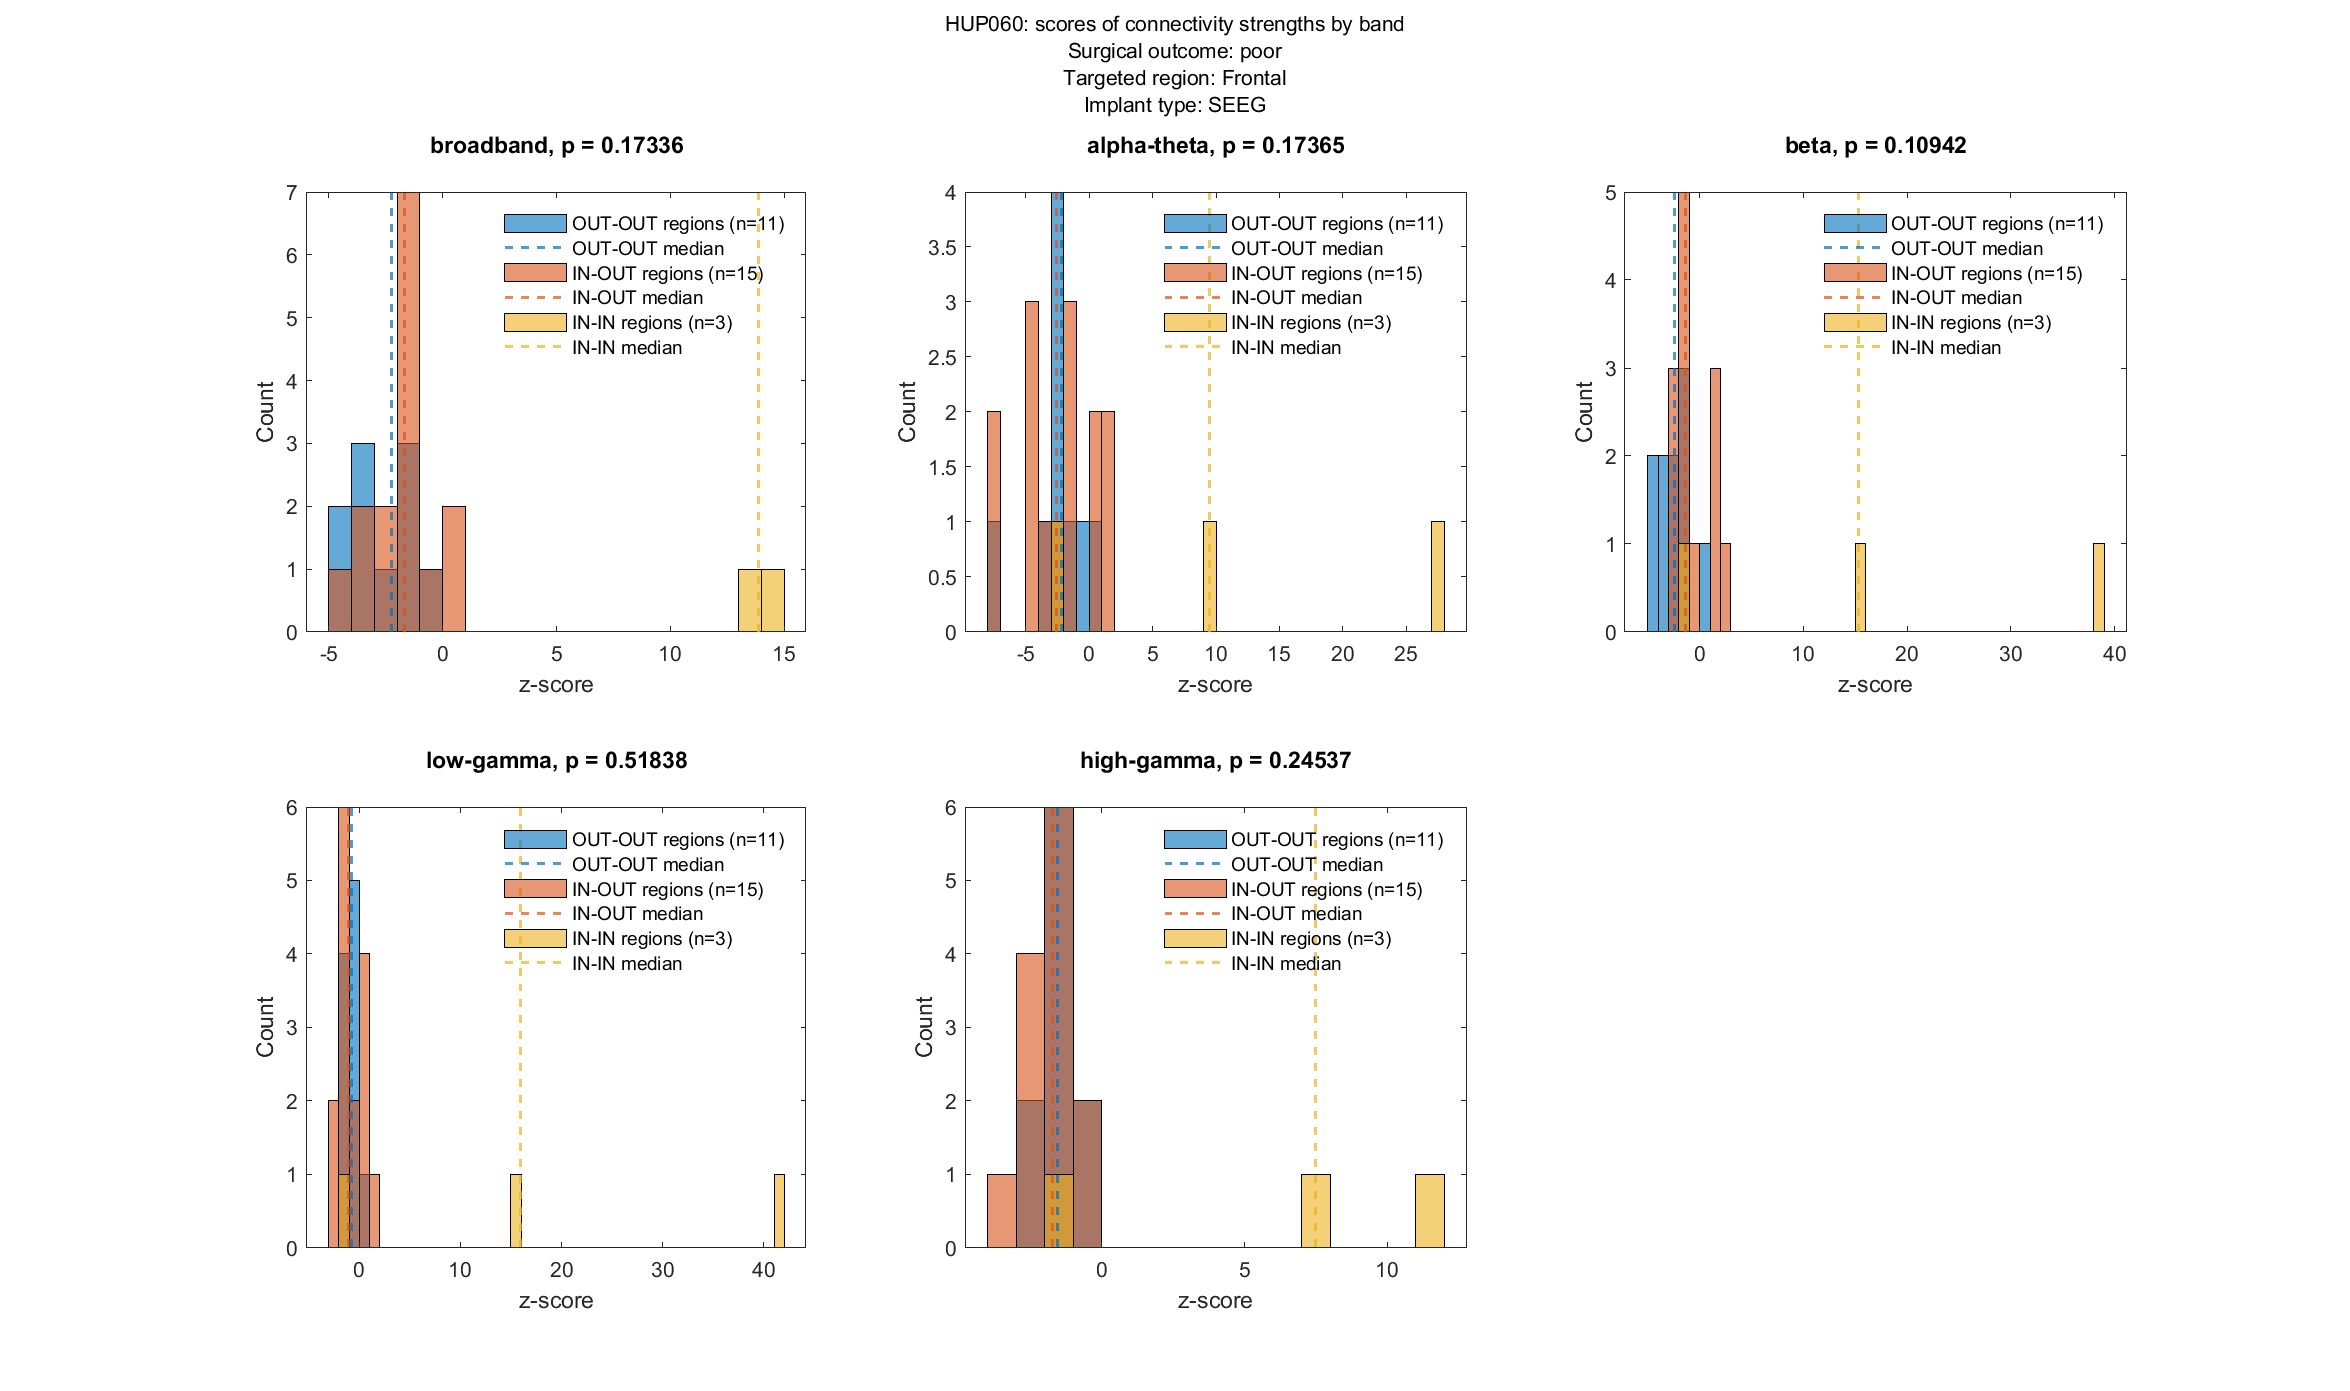 HUP060: scores of connectivity strengths by band
Surgical outcome: poor
Targeted region: Frontal
Implant type: SEEG
broadband, p = 0.17336
7
6
5
4
3
2
1
0
Count
-5
0
5
10
15
z-score
OUT-OUT regions (n=11)
OUT-OUT median
IN-OUT regions (n=15)
IN-OUT median
IN-IN regions (n=3)
IN-IN median
alpha-theta, p = 0.17365
4
3.5
3
2.5
2
1.5
1
0.5
0
Count
-5
0
5
10
15
20
25
z-score
OUT-OUT regions (n=11)
OUT-OUT median
IN-OUT regions (n=15)
IN-OUT median
IN-IN regions (n=3)
IN-IN median
beta, p = 0.10942
5
4
3
2
1
0
Count
0
10
20
30
40
z-score
OUT-OUT regions (n=11)
OUT-OUT median
IN-OUT regions (n=15)
IN-OUT median
IN-IN regions (n=3)
IN-IN median
low-gamma, p = 0.51838
6
5
4
3
2
1
0
Count
0
10
20
30
40
z-score
OUT-OUT regions (n=11)
OUT-OUT median
IN-OUT regions (n=15)
IN-OUT median
IN-IN regions (n=3)
IN-IN median
high-gamma, p = 0.24537
6
5
4
3
2
1
0
Count
0
5
10
z-score
OUT-OUT regions (n=11)
OUT-OUT median
IN-OUT regions (n=15)
IN-OUT median
IN-IN regions (n=3)
IN-IN median